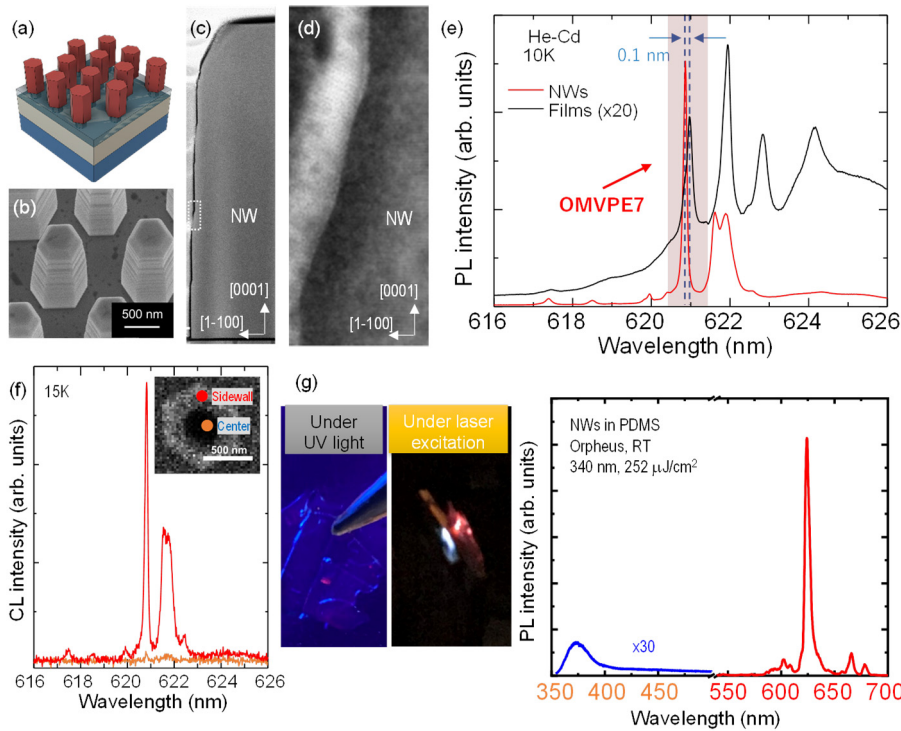 (a)
(b)
500 nm
(c)
NW
[0001]
[1-100]
(d)
NW
[0001]
[1-100]
(e)
He-Cd
10K
0.1 nm
NWs
Films (x20)
OMVPE7
PL intensity (arb. units)
616 618 620 622 624 626
Wavelength (nm)
(f)
15K
Sidewall
Center
500 nm
CL intensity (arb. units)
616 618 620 622 624 626
Wavelength (nm)
(g)
Under
UV light
Under laser
excitation
NWs in PDMS
Orpheus, RT
340 nm, 252 μJ/cm²
x30
PL intensity (arb. units)
350 400 450 550 600 650 700
Wavelength (nm)